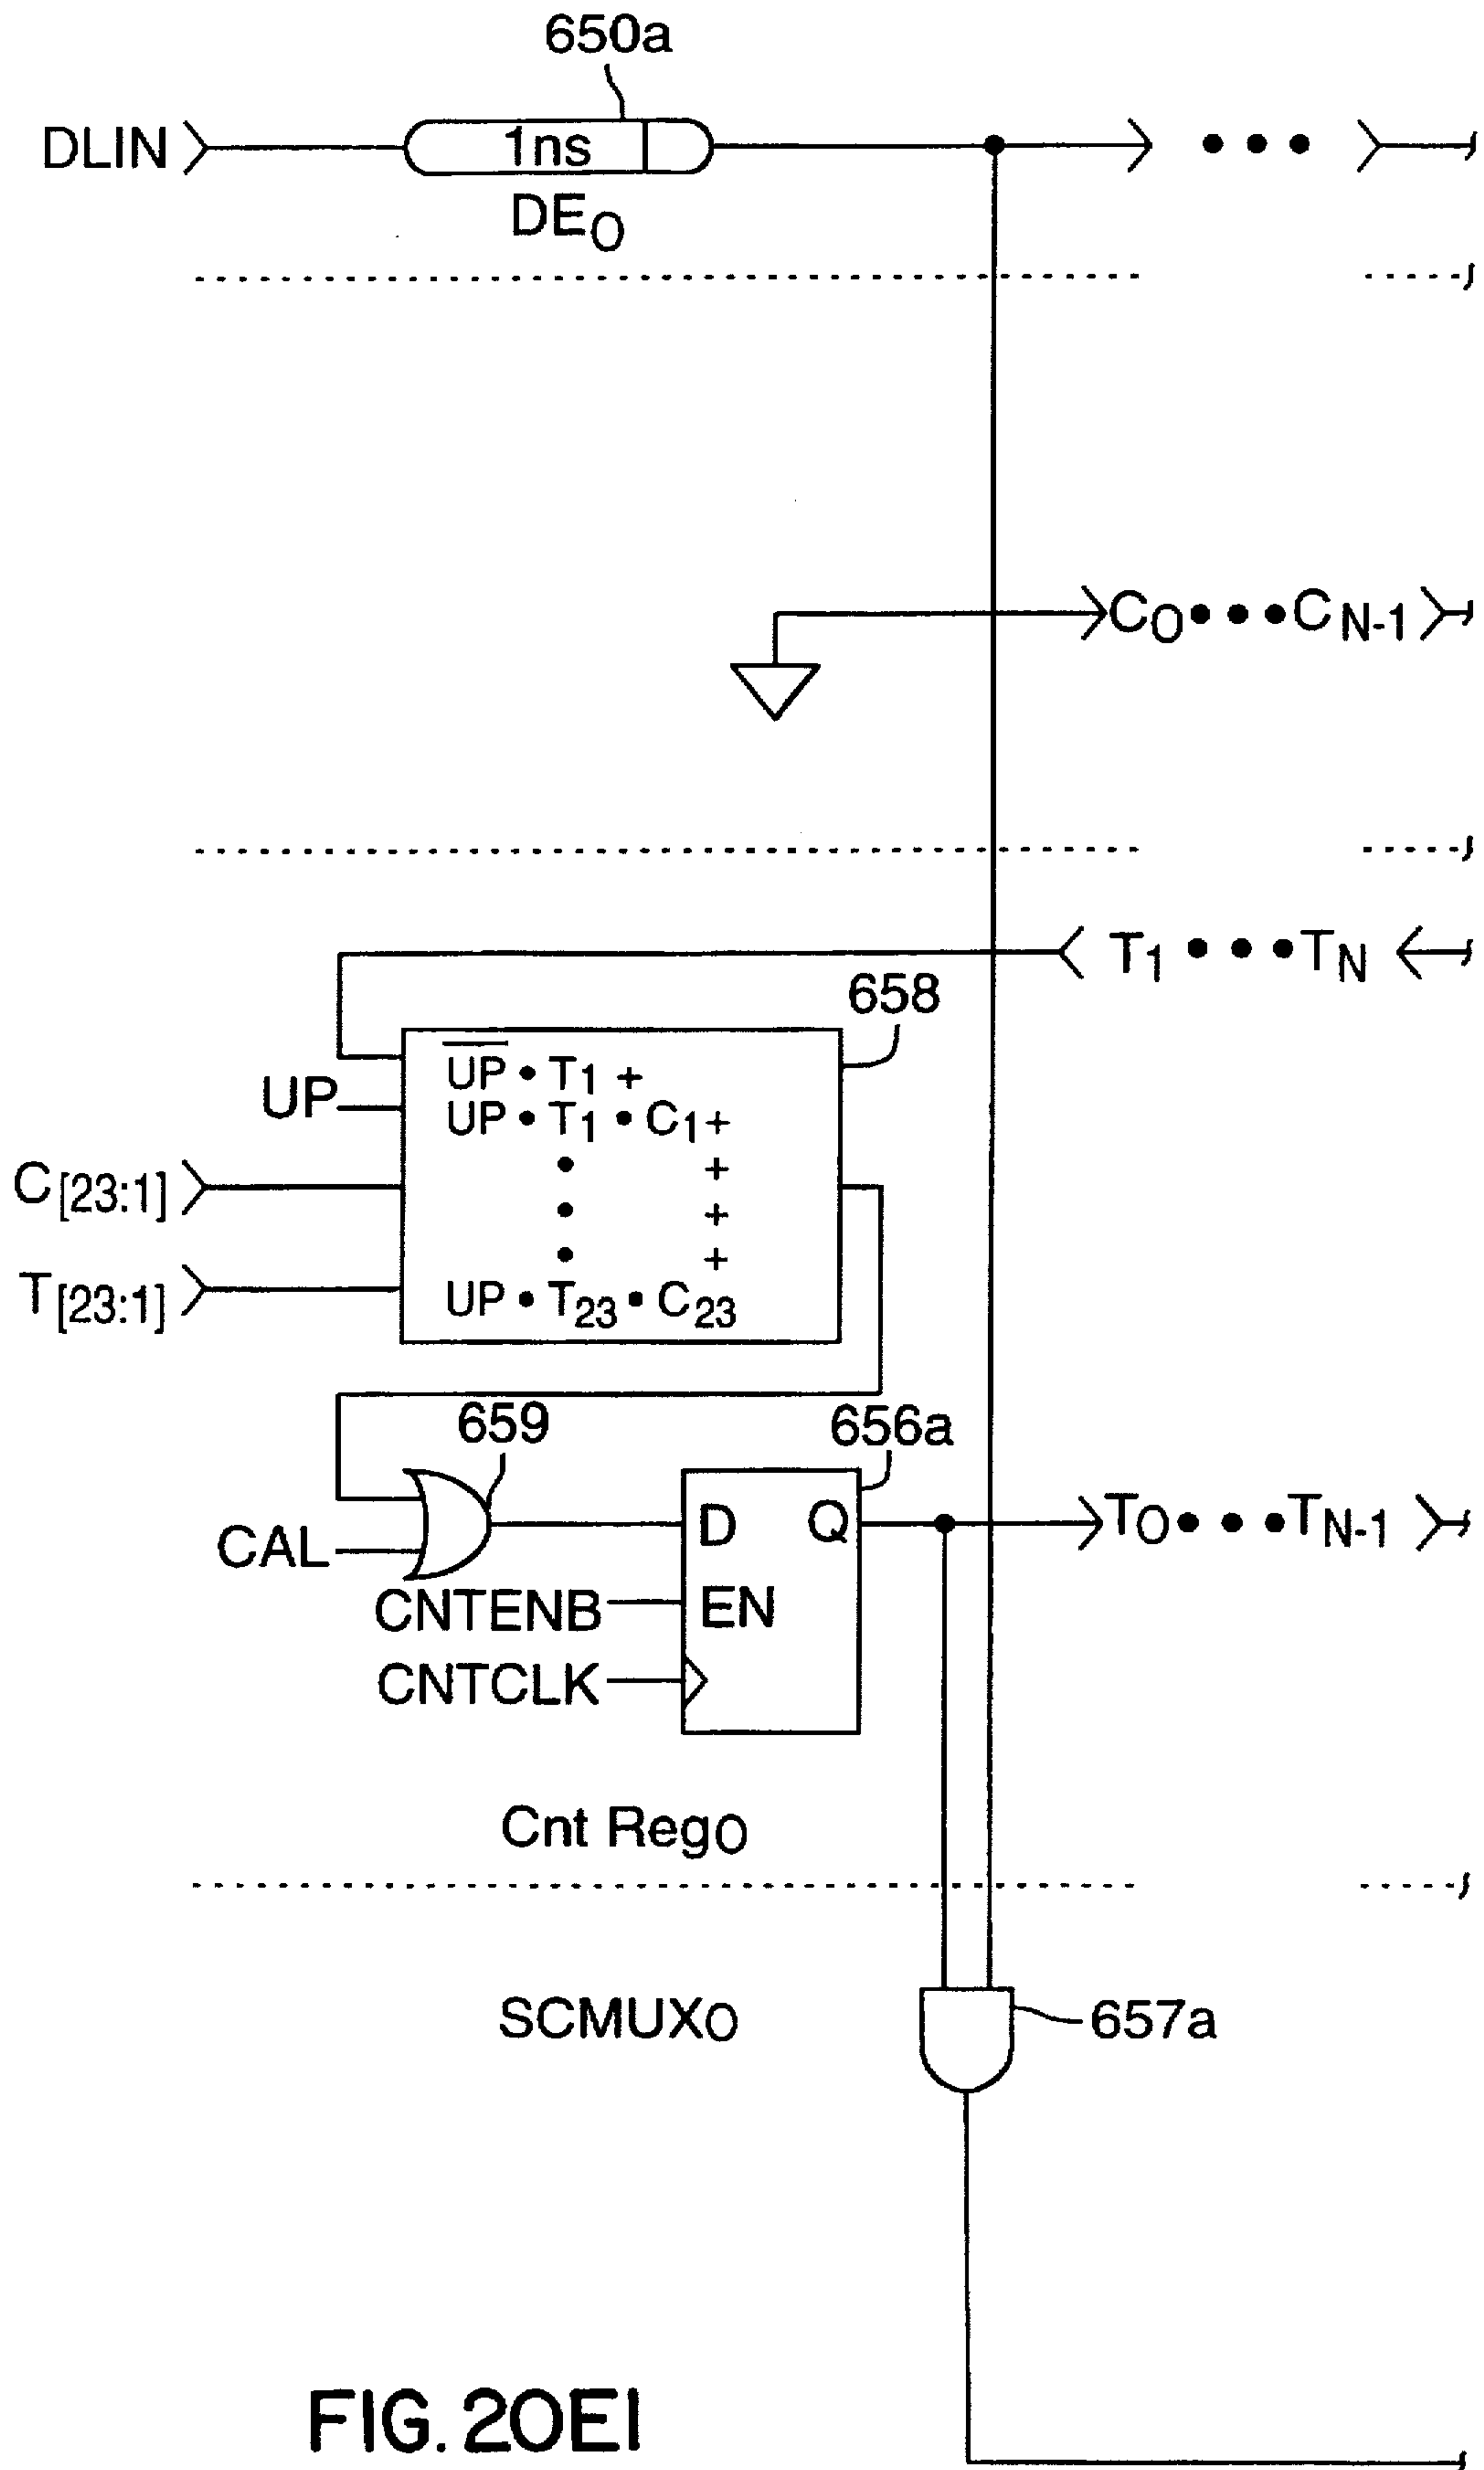 650a
DLIN 1ns • • •
DE0
C0 • • • CN-1
T1 • • • TN
658
UP • T1 +
UP UP • T1 • C1 +
C[23:1] • +
• +
• +
T[23:1] UP • T23 • C23
659 656a
D Q T0 • • • TN-1
CAL
CNTENB EN
CNTCLK
Cnt Reg0
SCMUX0 657a
FIG. 20E1